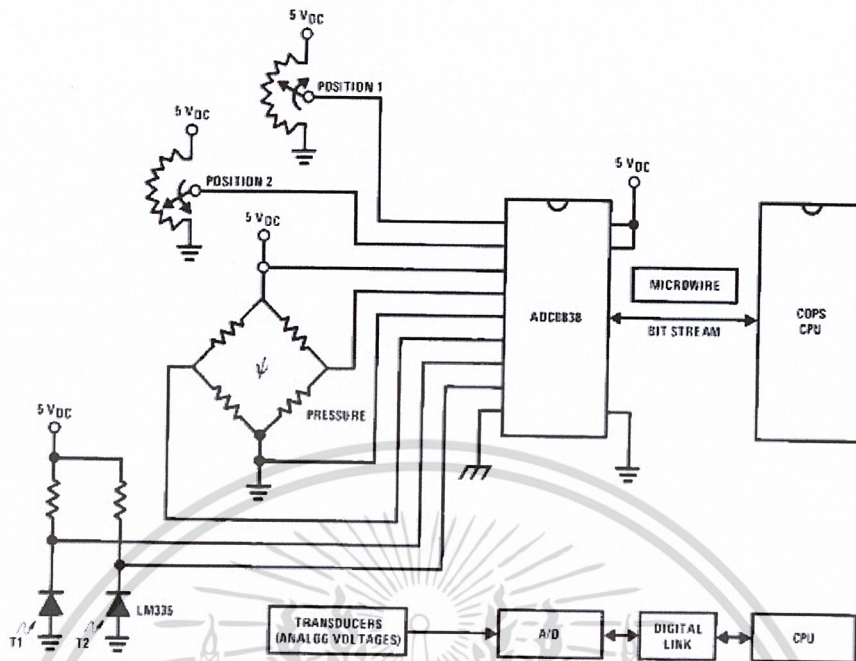 5 VDC
POSITION 1
5 VDC
POSITION 2
5 VDC
5 VDC
ADC0838
MICROWIRE
BIT STREAM
COPS
CPU
ψ
PRESSURE
5 VDC
LM335
T1
T2
TRANSDUCERS
(ANALOG VOLTAGES)
A/D
DIGITAL
LINK
CPU